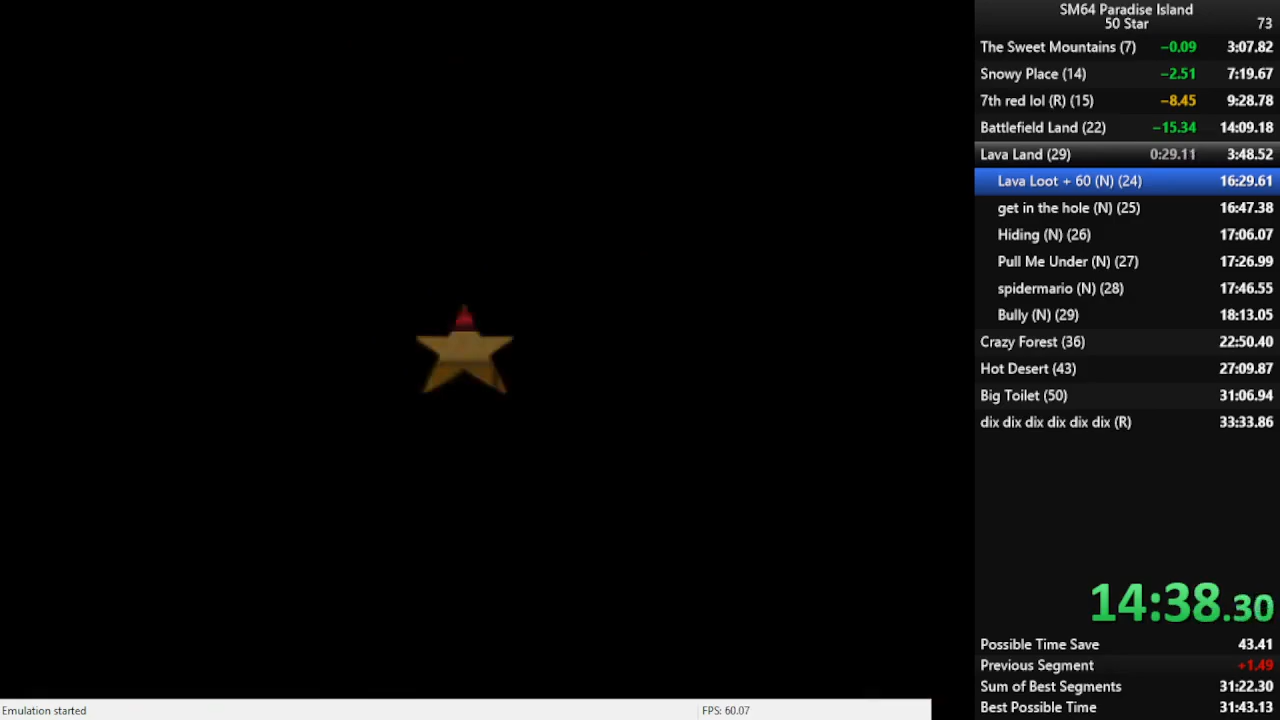 SM64 Paradise Island
50 Star 73
The Sweet Mountains (7) −0.09 3:07.82
Snowy Place (14) −2.51 7:19.67
7th red lol (R) (15) −8.45 9:28.78
Battlefield Land (22) −15.34 14:09.18
Lava Land (29) 0:29.11 3:48.52
Lava Loot + 60 (N) (24) 16:29.61
get in the hole (N) (25) 16:47.38
Hiding (N) (26) 17:06.07
Pull Me Under (N) (27) 17:26.99
spidermario (N) (28) 17:46.55
Bully (N) (29) 18:13.05
Crazy Forest (36) 22:50.40
Hot Desert (43) 27:09.87
Big Toilet (50) 31:06.94
dix dix dix dix dix dix (R) 33:33.86
14:38.30
Possible Time Save 43.41
Previous Segment +1.49
Sum of Best Segments 31:22.30
Best Possible Time 31:43.13
Emulation started FPS: 60.07